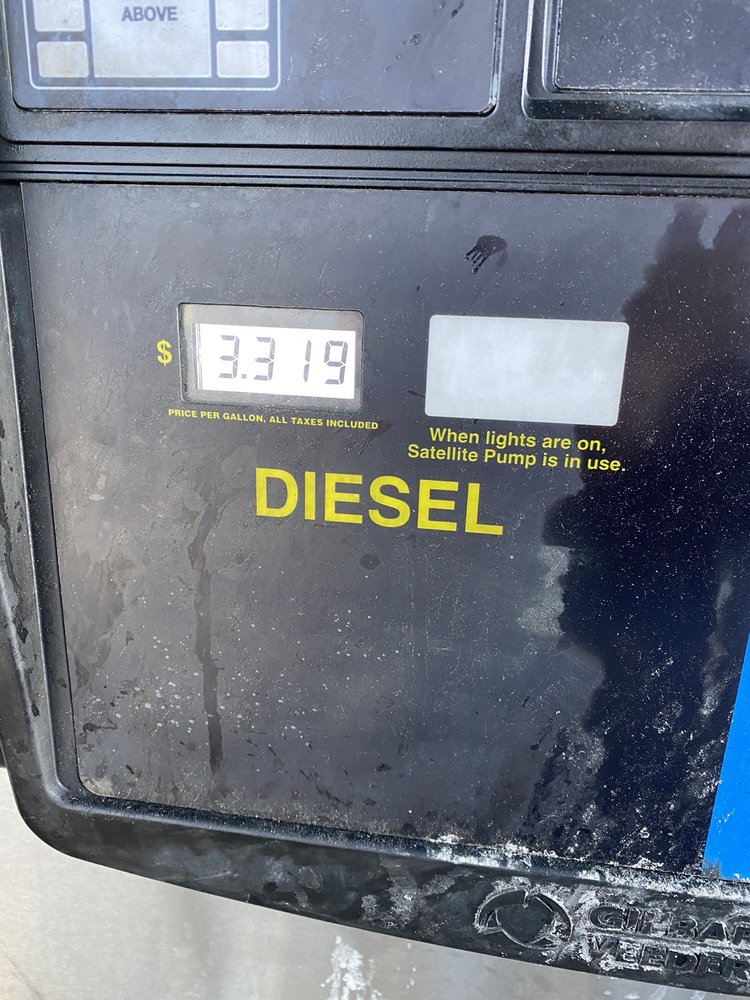 ABOVE
$ 3.319
PRICE PER GALLON, ALL TAXES INCLUDED
When lights are on,
Satellite Pump is in use.
DIESEL